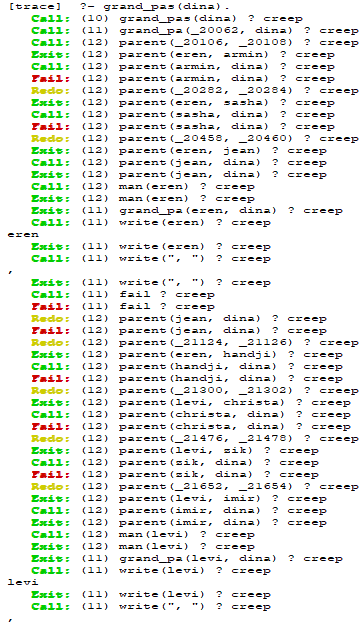 [trace]  ?- grand_pas(dina).
Call: (10) grand_pas(dina) ? creep
Call: (11) grand_pa(_20062, dina) ? creep
Call: (12) parent(_20106, _20108) ? creep
Exit: (12) parent(eren, armin) ? creep
Call: (12) parent(armin, dina) ? creep
Fail: (12) parent(armin, dina) ? creep
Redo: (12) parent(_20282, _20284) ? creep
Exit: (12) parent(eren, sasha) ? creep
Call: (12) parent(sasha, dina) ? creep
Fail: (12) parent(sasha, dina) ? creep
Redo: (12) parent(_20458, _20460) ? creep
Exit: (12) parent(eren, jean) ? creep
Call: (12) parent(jean, dina) ? creep
Exit: (12) parent(jean, dina) ? creep
Call: (12) man(eren) ? creep
Exit: (12) man(eren) ? creep
Exit: (11) grand_pa(eren, dina) ? creep
Call: (11) write(eren) ? creep
eren
Exit: (11) write(eren) ? creep
Call: (11) write(", ") ? creep
,
Exit: (11) write(", ") ? creep
Call: (11) fail ? creep
Fail: (11) fail ? creep
Redo: (12) parent(jean, dina) ? creep
Fail: (12) parent(jean, dina) ? creep
Redo: (12) parent(_21124, _21126) ? creep
Exit: (12) parent(eren, handji) ? creep
Call: (12) parent(handji, dina) ? creep
Fail: (12) parent(handji, dina) ? creep
Redo: (12) parent(_21300, _21302) ? creep
Exit: (12) parent(levi, christa) ? creep
Call: (12) parent(christa, dina) ? creep
Fail: (12) parent(christa, dina) ? creep
Redo: (12) parent(_21476, _21478) ? creep
Exit: (12) parent(levi, zik) ? creep
Call: (12) parent(zik, dina) ? creep
Fail: (12) parent(zik, dina) ? creep
Redo: (12) parent(_21652, _21654) ? creep
Exit: (12) parent(levi, imir) ? creep
Call: (12) parent(imir, dina) ? creep
Exit: (12) parent(imir, dina) ? creep
Call: (12) man(levi) ? creep
Exit: (12) man(levi) ? creep
Exit: (11) grand_pa(levi, dina) ? creep
Call: (11) write(levi) ? creep
levi
Exit: (11) write(levi) ? creep
Call: (11) write(", ") ? creep
,